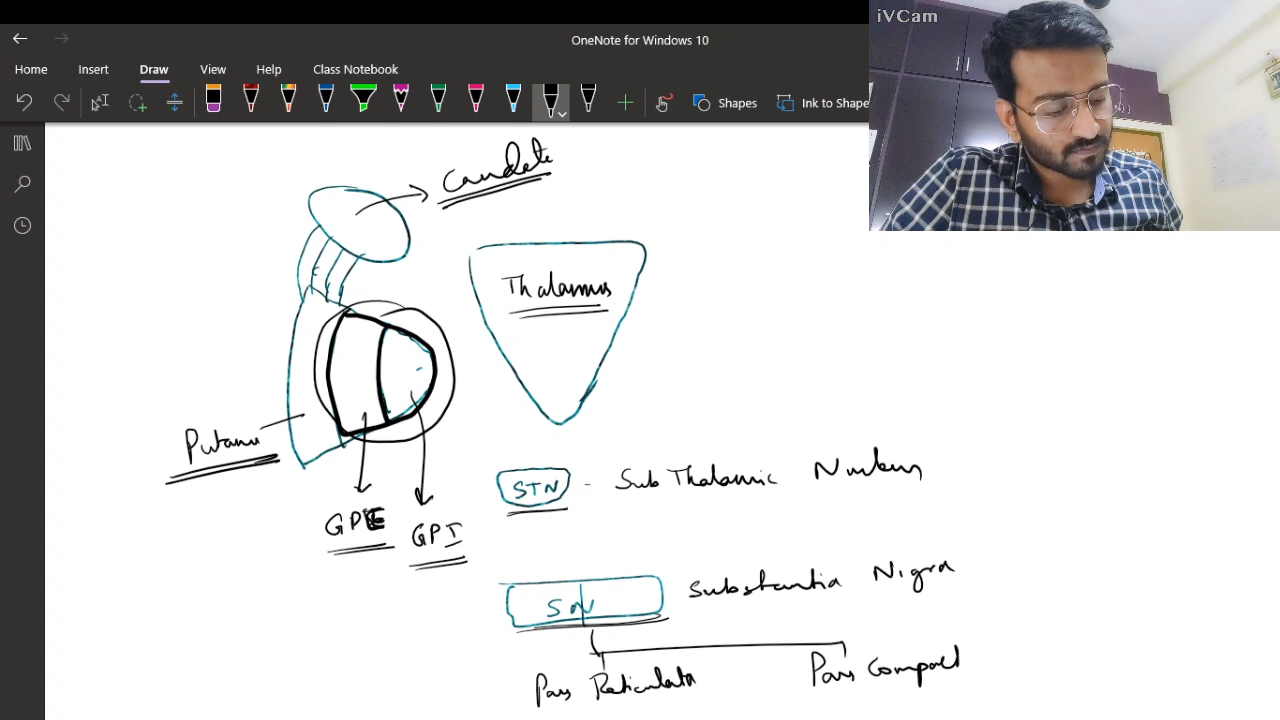 iVCam
OneNote for Windows 10
Home Insert Draw View Help Class Notebook
Shapes Ink to Shape
Caudate
Thalamus
Putamen
GPE GPI
STN - Sub Thalamic Nucleus
SN Substantia Nigra
Pars Reticulata Pars Compact